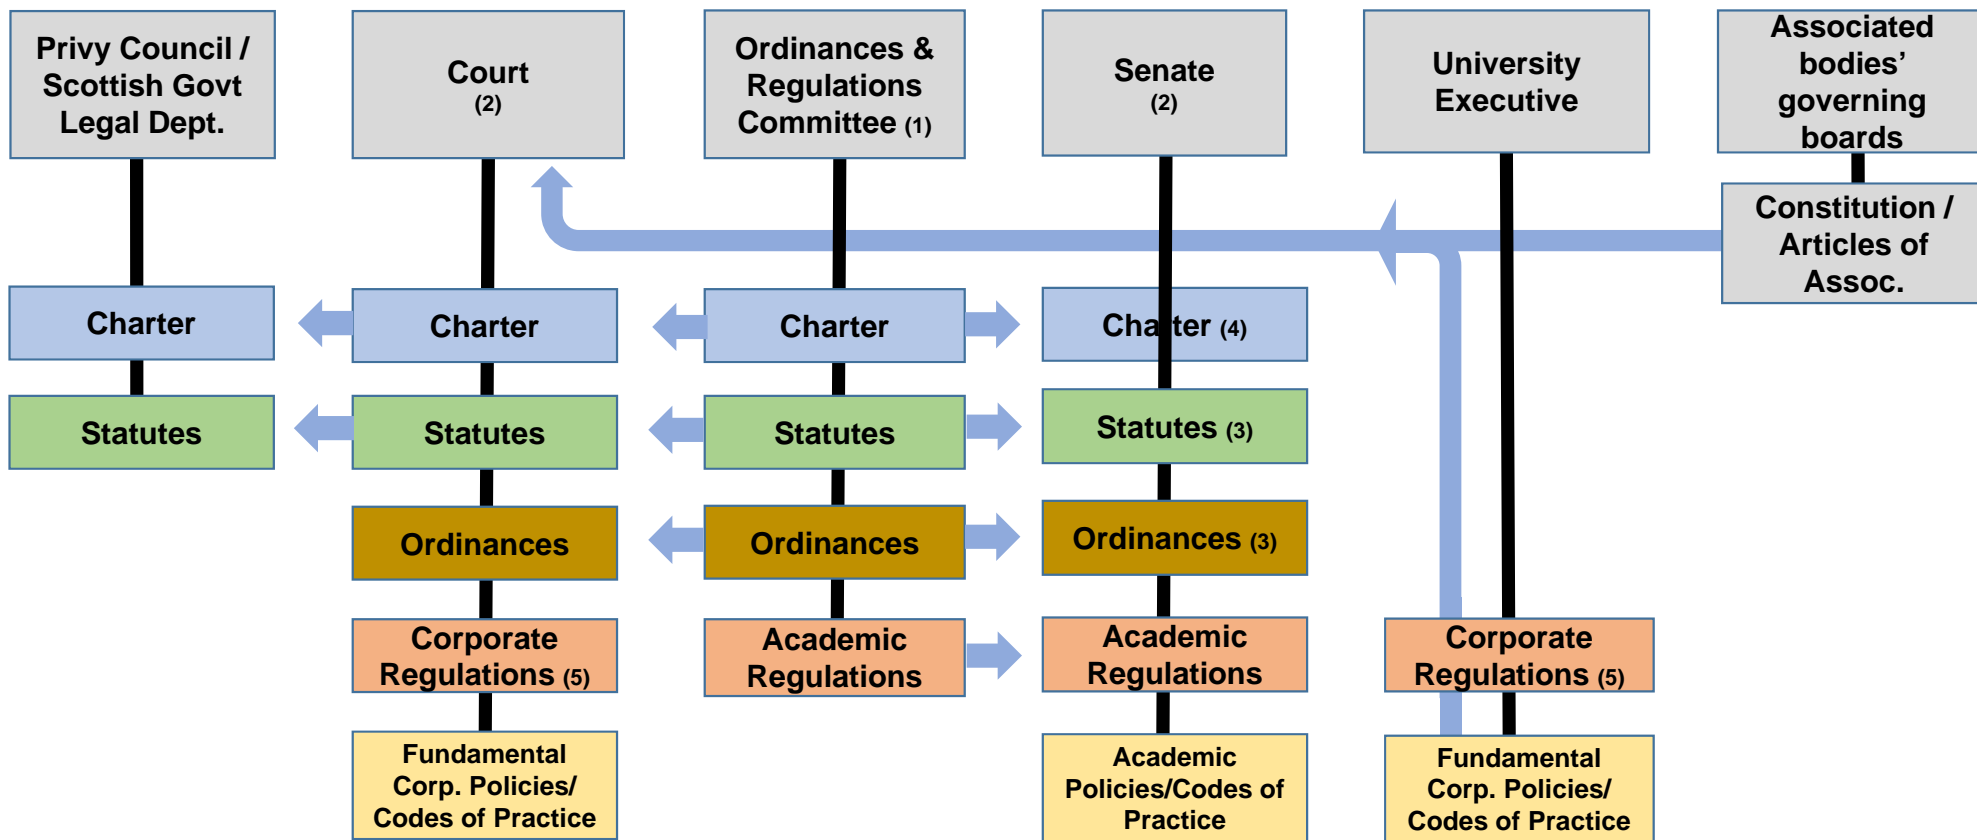 Privy Council /
Scottish Govt
Legal Dept.
Court
(2)
Ordinances &
Regulations
Committee (1)
Senate
(2)
University
Executive
Associated
bodies’
governing
boards
Constitution /
Articles of
Assoc.
Charter
Charter
Charter
Charter (4)
Statutes
Statutes
Statutes
Statutes (3)
Ordinances
Ordinances
Ordinances (3)
Corporate
Regulations (5)
Academic
Regulations
Academic
Regulations
Corporate
Regulations (5)
Fundamental
Corp. Policies/
Codes of Practice
Academic
Policies/Codes of
Practice
Fundamental
Corp. Policies/
Codes of Practice